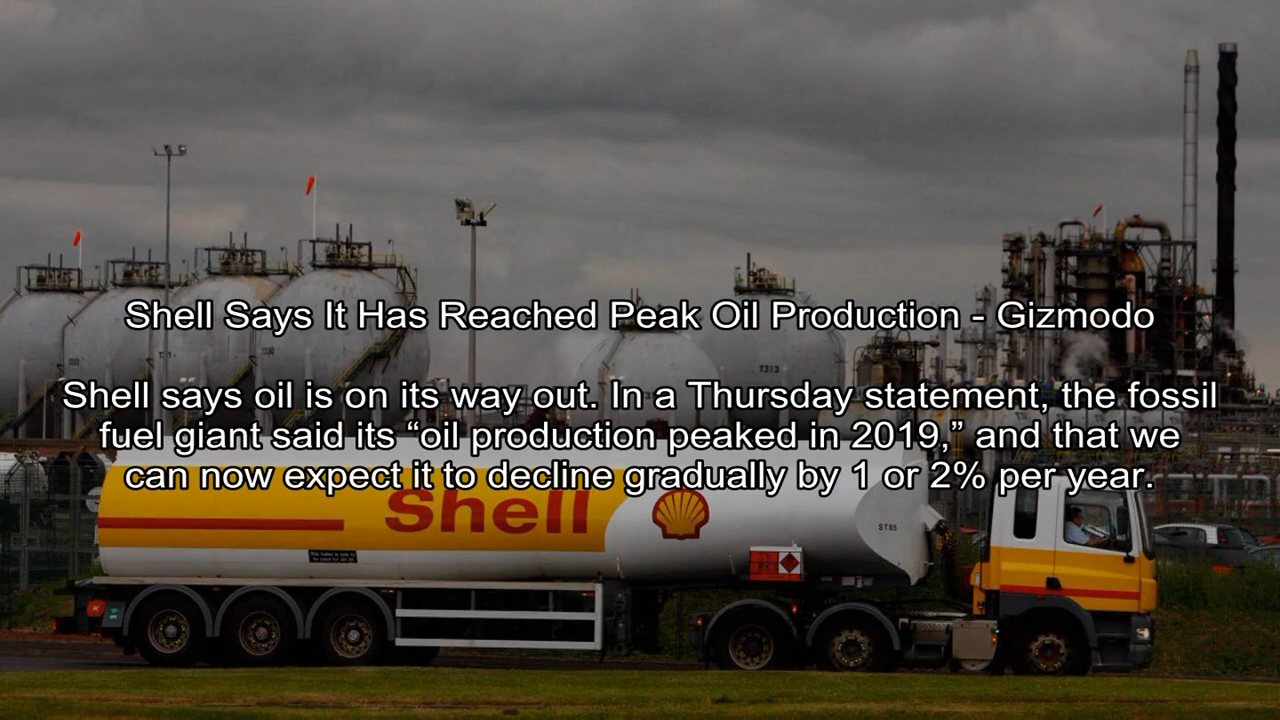 Shell Says It Has Reached Peak Oil Production - Gizmodo
Shell says oil is on its way out. In a Thursday statement, the fossil
fuel giant said its “oil production peaked in 2019,” and that we
can now expect it to decline gradually by 1 or 2% per year.
Shell
ST85
T313